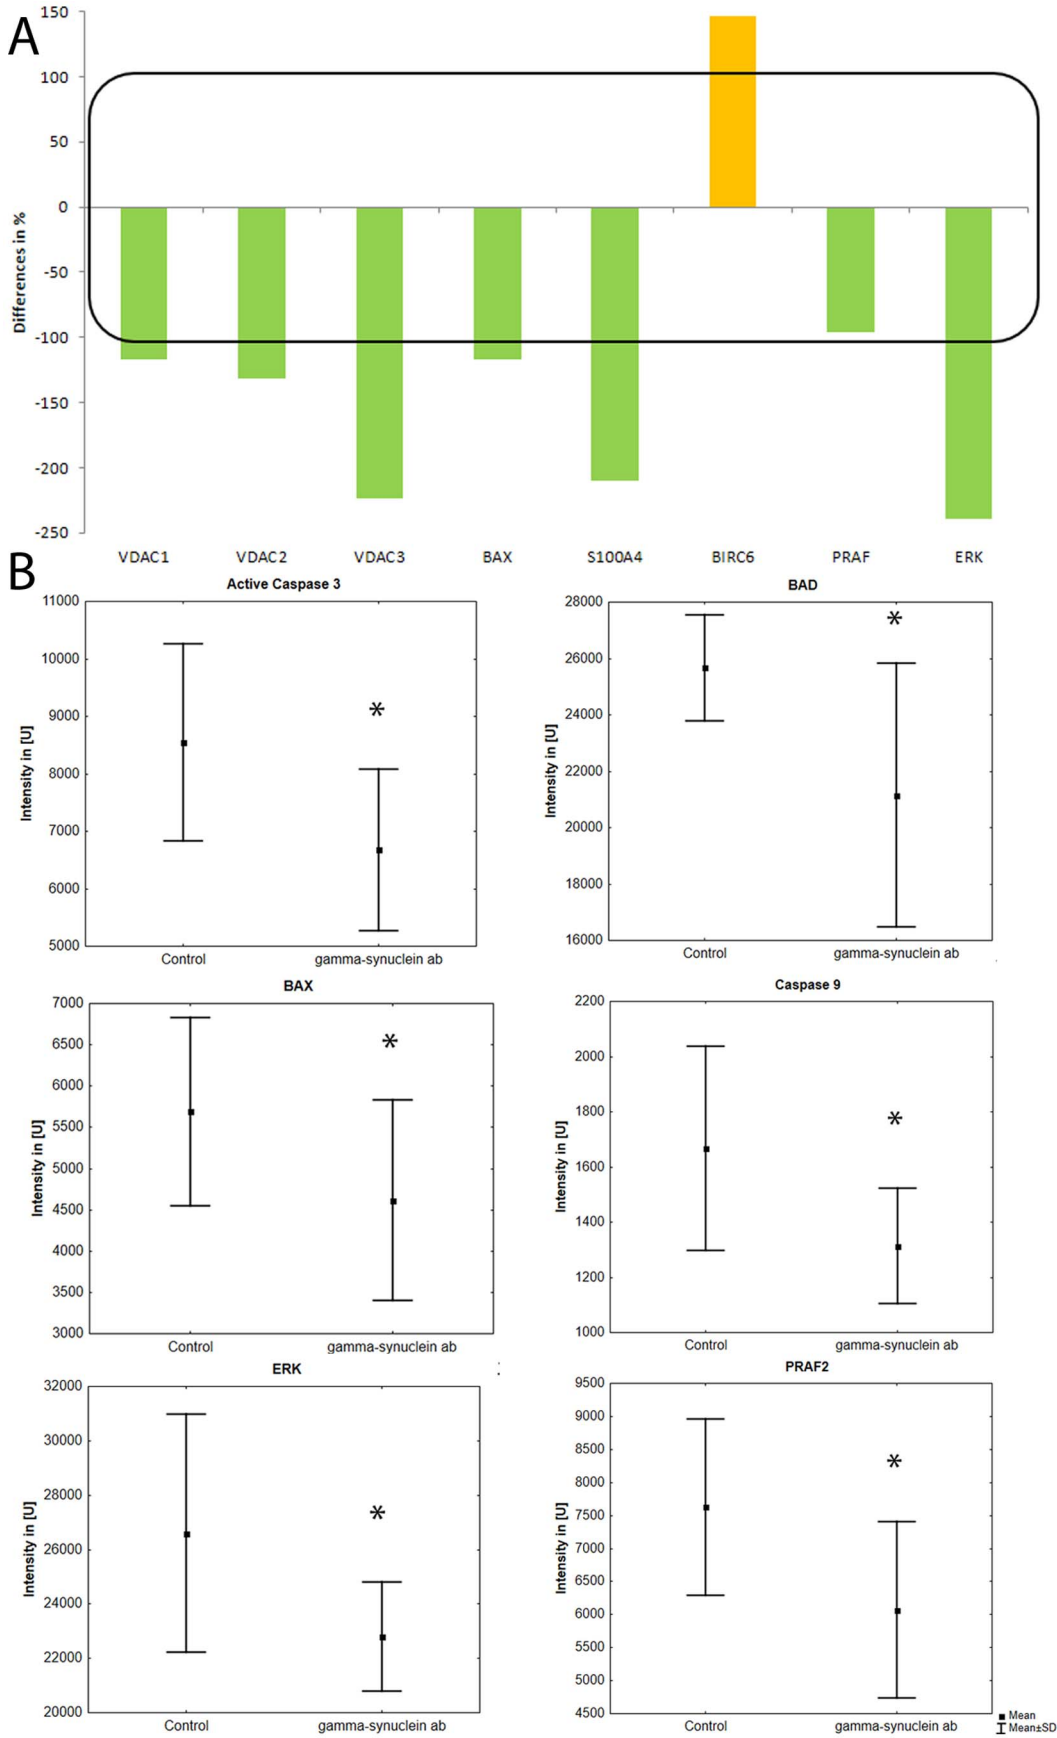 A
150
100
50
0
-50
-100
-150
-200
-250
Differences in %
VDAC1 VDAC2 VDAC3 BAX S100A4 BIRC6 PRAF ERK
B
Active Caspase 3
11000
10000
9000
8000
7000
6000
5000
Intensity in [U]
*
Control gamma-synuclein ab
BAD
28000
26000
24000
22000
20000
18000
16000
Intensity in [U]
*
Control gamma-synuclein ab
BAX
7000
6500
6000
5500
5000
4500
4000
3500
3000
Intensity in [U]
*
Control gamma-synuclein ab
Caspase 9
2200
2000
1800
1600
1400
1200
1000
Intensity in [U]
*
Control gamma-synuclein ab
ERK
32000
30000
28000
26000
24000
22000
20000
Intensity in [U]
*
Control gamma-synuclein ab
PRAF2
9500
9000
8500
8000
7500
7000
6500
6000
5500
5000
4500
Intensity in [U]
*
Control gamma-synuclein ab
Mean
Mean±SD